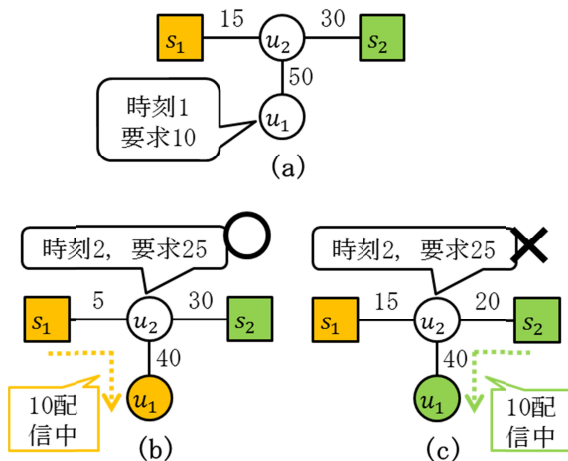 15
30
s₁
u₂
s₂
50
時刻1
要求10
u₁
(a)
時刻2, 要求25
5
30
s₁
u₂
s₂
40
u₁
10配
信中
(b)
時刻2, 要求25
15
20
s₁
u₂
s₂
40
u₁
10配
信中
(c)